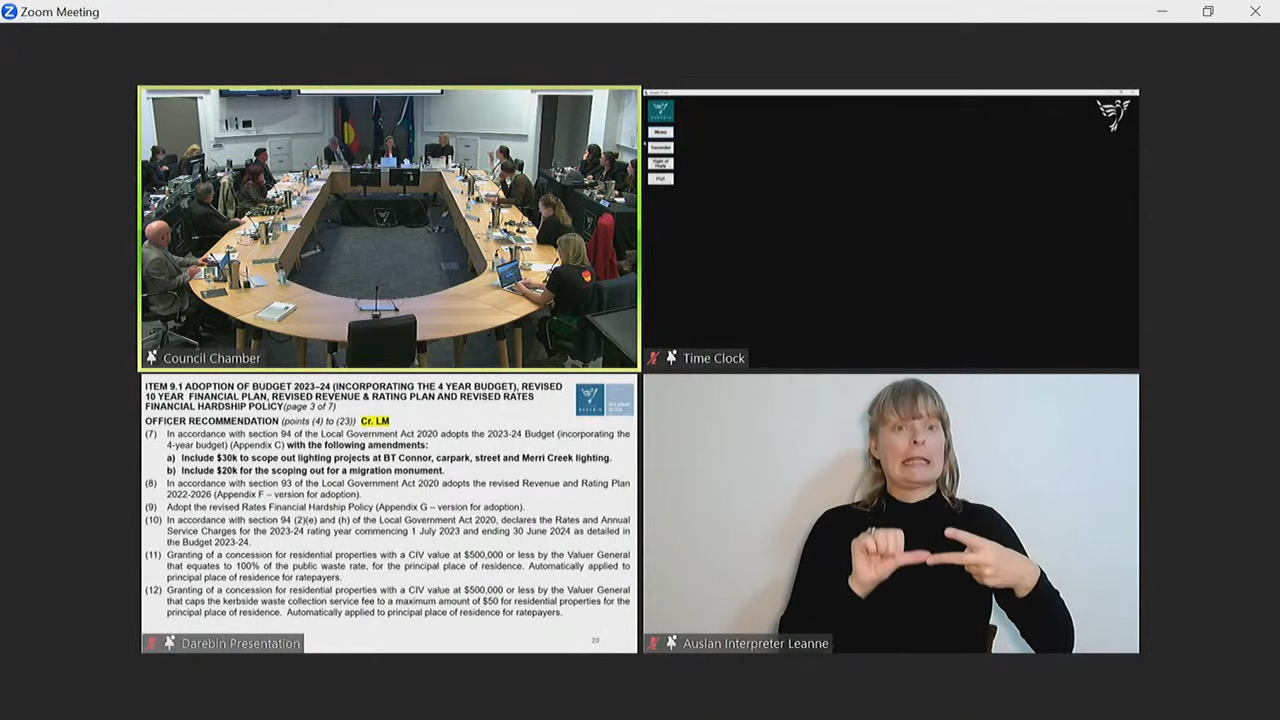 Zoom Meeting
Council Chamber
Mover
Seconder
Right of
Reply
Time Clock
ITEM 9.1 ADOPTION OF BUDGET 2023–24 (INCORPORATING THE 4 YEAR BUDGET), REVISED
10 YEAR FINANCIAL PLAN, REVISED REVENUE & RATING PLAN AND REVISED RATES
FINANCIAL HARDSHIP POLICY(page 3 of 7)
OFFICER RECOMMENDATION (points (4) to (23)) Cr. LM
(7) In accordance with section 94 of the Local Government Act 2020 adopts the 2023-24 Budget (incorporating the
4-year budget) (Appendix C) with the following amendments:
a) Include $30k to scope out lighting projects at BT Connor, carpark, street and Merri Creek lighting.
b) Include $20k for the scoping out for a migration monument.
(8) In accordance with section 93 of the Local Government Act 2020 adopts the revised Revenue and Rating Plan
2022-2026 (Appendix F – version for adoption).
(9) Adopt the revised Rates Financial Hardship Policy (Appendix G – version for adoption).
(10) In accordance with section 94 (2)(e) and (h) of the Local Government Act 2020, declares the Rates and Annual
Service Charges for the 2023-24 rating year commencing 1 July 2023 and ending 30 June 2024 as detailed in
the Budget 2023-24.
(11) Granting of a concession for residential properties with a CIV value at $500,000 or less by the Valuer General
that equates to 100% of the public waste rate, for the principal place of residence. Automatically applied to
principal place of residence for ratepayers.
(12) Granting of a concession for residential properties with a CIV value at $500,000 or less by the Valuer General
that caps the kerbside waste collection service fee to a maximum amount of $50 for residential properties for the
principal place of residence. Automatically applied to principal place of residence for ratepayers.
20
Darebin Presentation
Auslan Interpreter Leanne